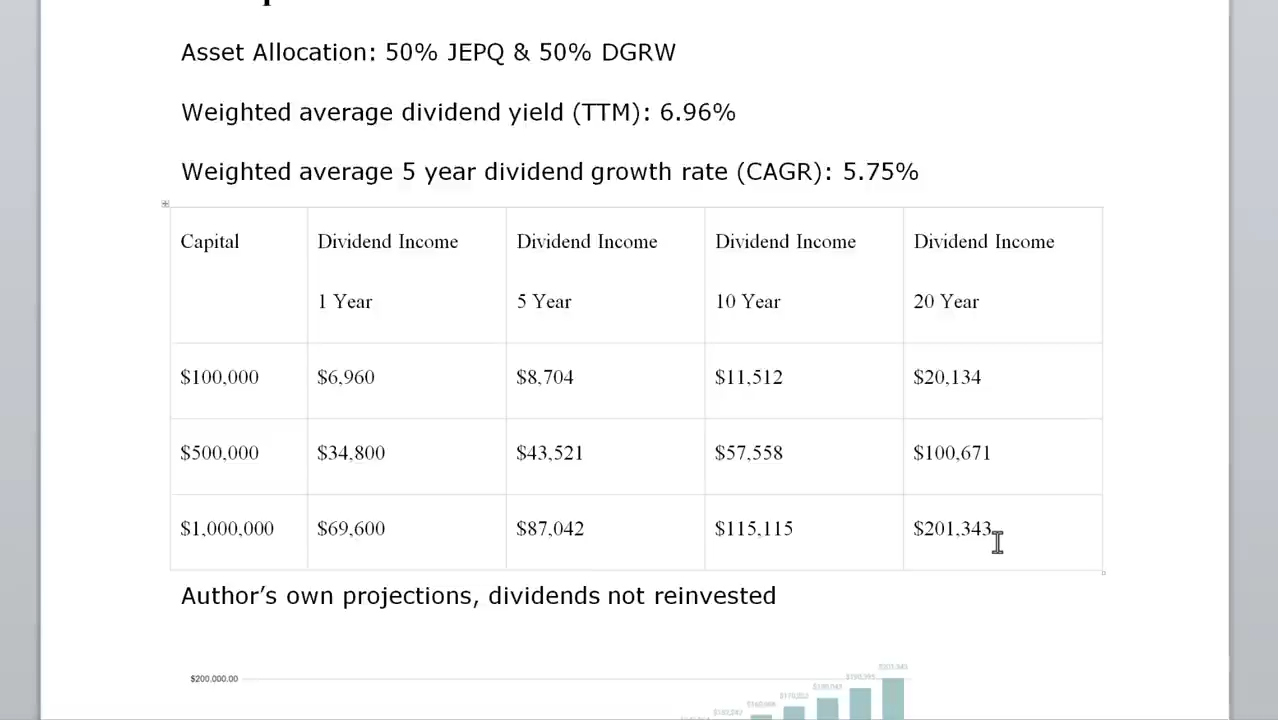 Asset Allocation: 50% JEPQ & 50% DGRW
Weighted average dividend yield (TTM): 6.96%
Weighted average 5 year dividend growth rate (CAGR): 5.75%
Capital Dividend Income Dividend Income Dividend Income Dividend Income
1 Year 5 Year 10 Year 20 Year
$100,000 $6,960 $8,704 $11,512 $20,134
$500,000 $34,800 $43,521 $57,558 $100,671
$1,000,000 $69,600 $87,042 $115,115 $201,343
Author’s own projections, dividends not reinvested
$201,343
$200,000.00